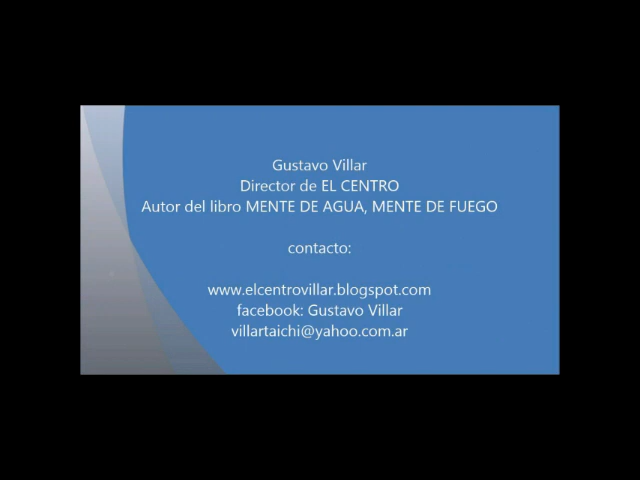 Gustavo Villar
Director de EL CENTRO
Autor del libro MENTE DE AGUA, MENTE DE FUEGO
contacto:
www.elcentrovillar.blogspot.com
facebook: Gustavo Villar
villartaichi@yahoo.com.ar